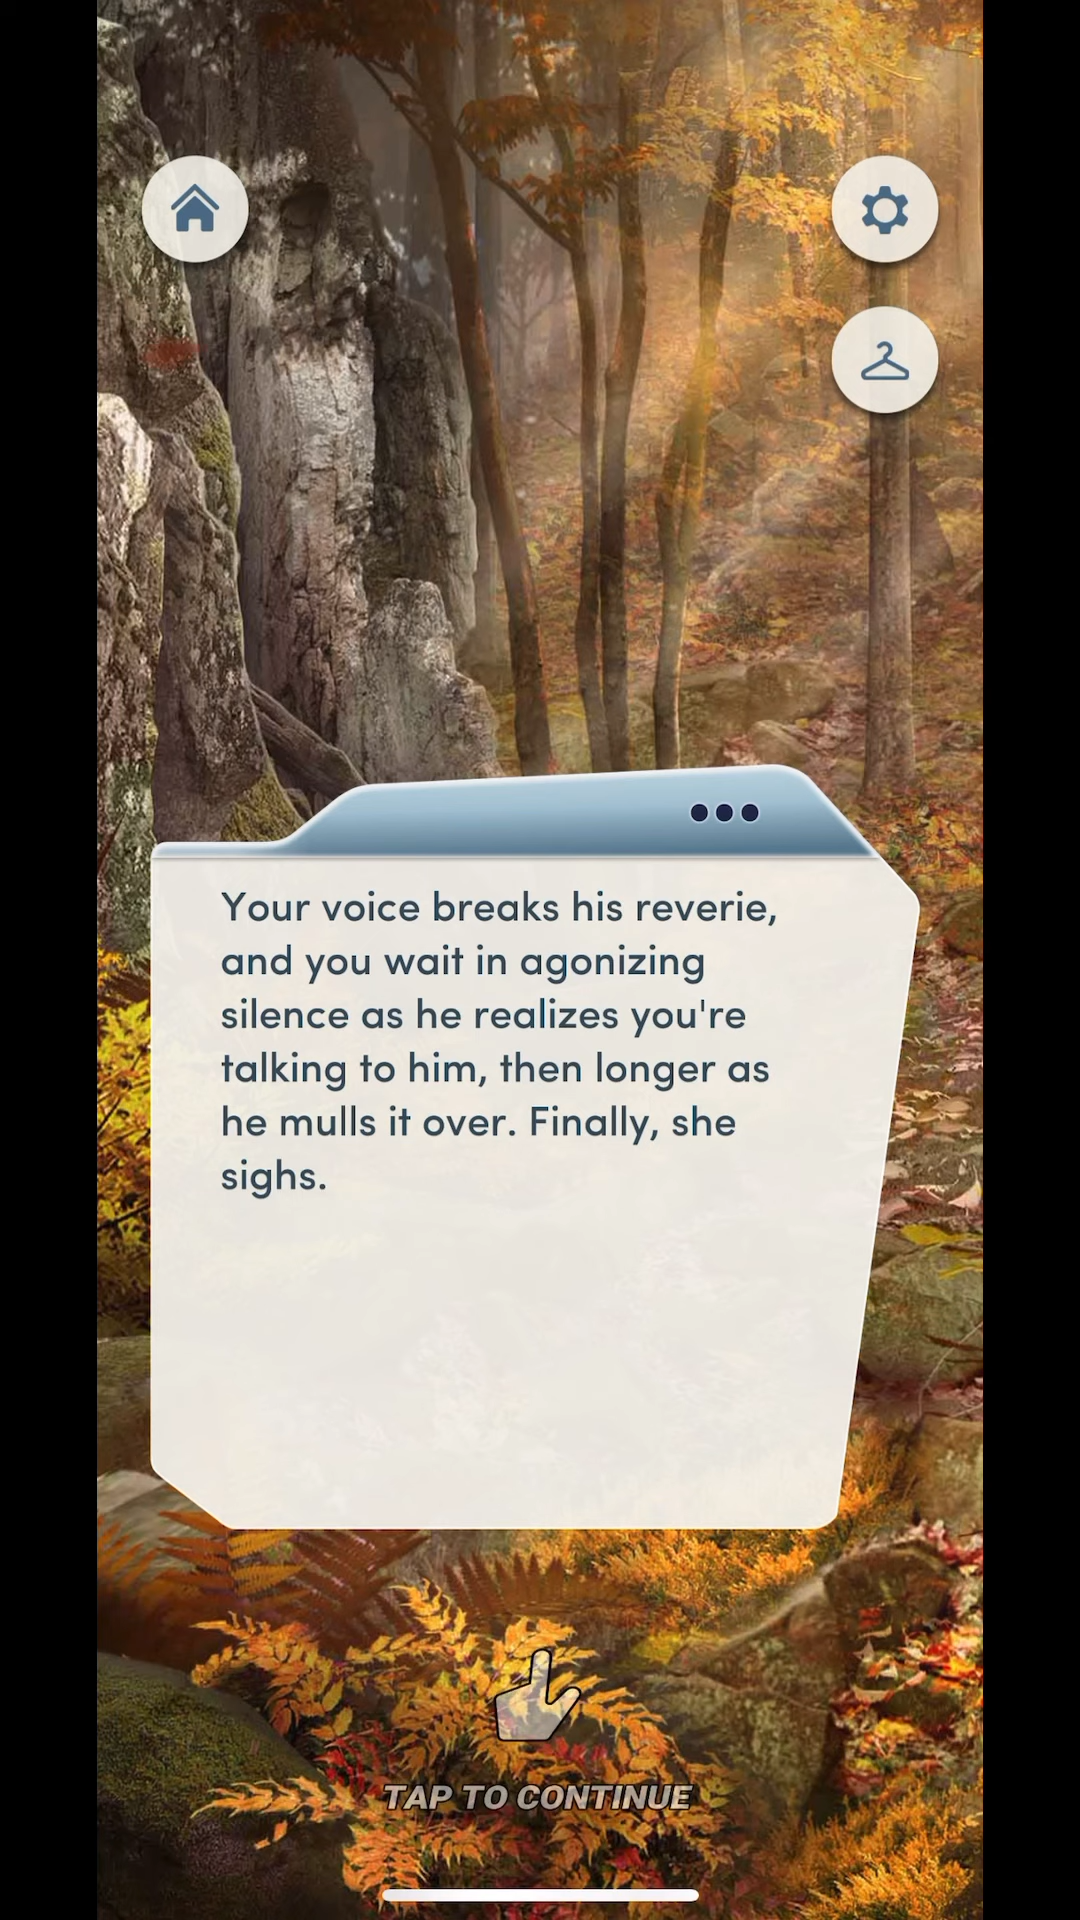 Your voice breaks his reverie,
and you wait in agonizing
silence as he realizes you're
talking to him, then longer as
he mulls it over. Finally, she
sighs.
TAP TO CONTINUE